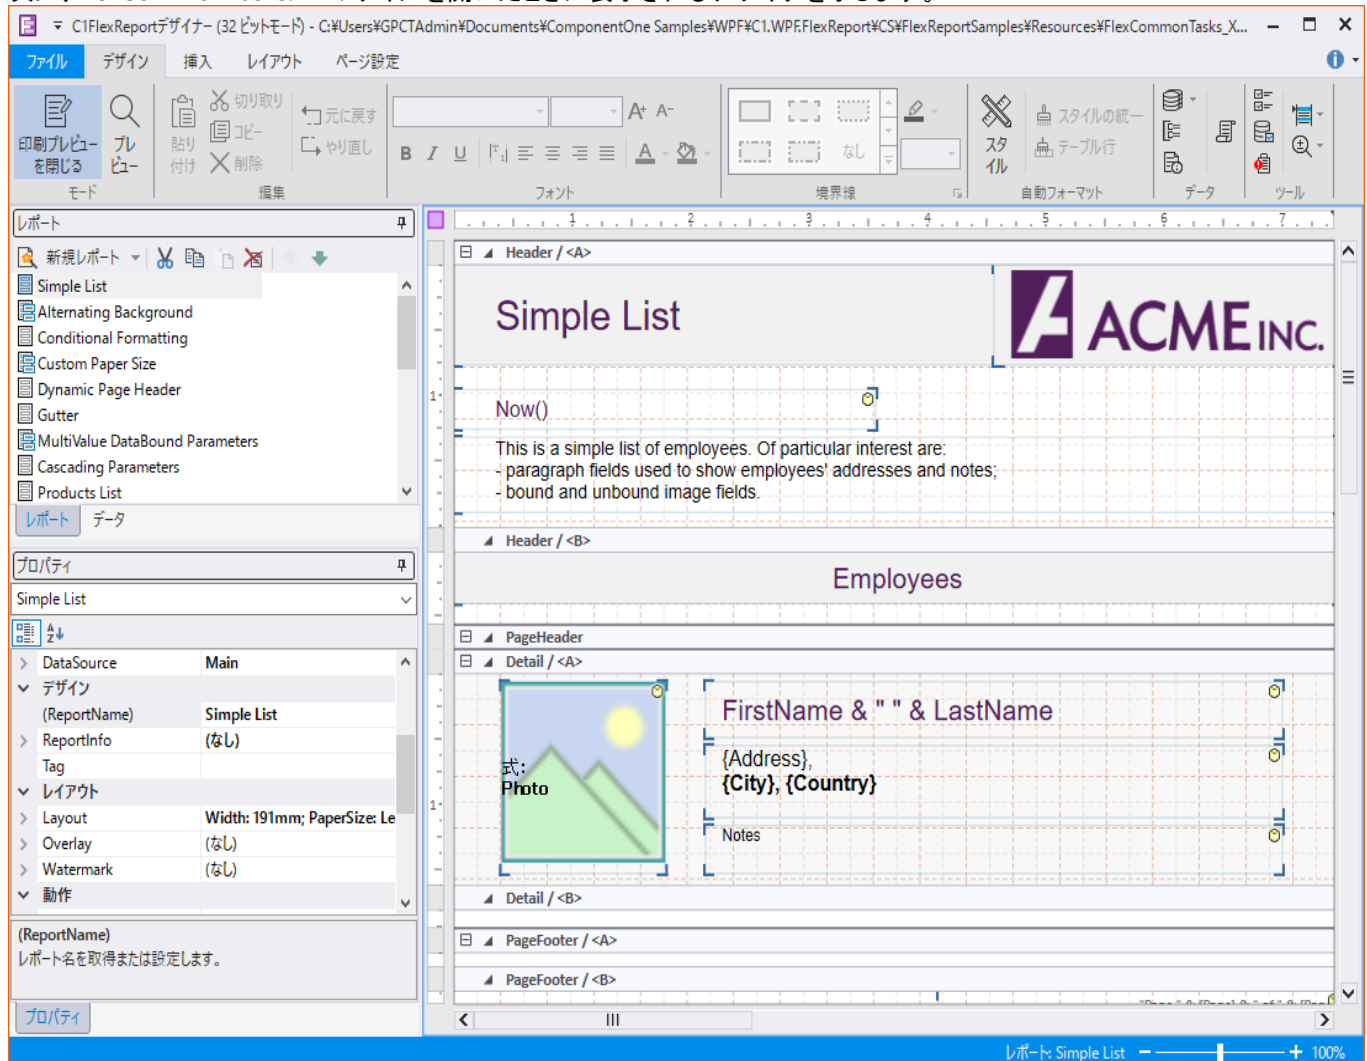 C1FlexReportデザイナー (32 ビットモード) - C:¥Users¥GPCTAdmin¥Documents¥ComponentOne Samples¥WPF¥C1.WPF.FlexReport¥CS¥FlexReportSamples¥Resources¥FlexCommonTasks_X...
ファイル デザイン 挿入 レイアウト ページ設定
印刷プレビュー
を閉じる
プレ
ビュー
モード
貼り
付け
切り取り
コピー
削除
元に戻す
やり直し
編集
A+ A-
B I U A
フォント
なし
境界線
スタ
イル
スタイルの統一
テーブル行
自動フォーマット
データ
ツール
レポート
新規レポート
Simple List
Alternating Background
Conditional Formatting
Custom Paper Size
Dynamic Page Header
Gutter
MultiValue DataBound Parameters
Cascading Parameters
Products List
レポート データ
プロパティ
Simple List
DataSource Main
デザイン
(ReportName) Simple List
ReportInfo (なし)
Tag
レイアウト
Layout Width: 191mm; PaperSize: Le
Overlay (なし)
Watermark (なし)
動作
(ReportName)
レポート名を取得または設定します。
プロパティ
1 2 3 4 5 6 7
Header / <A>
Simple List
ACME INC.
1
Now()
This is a simple list of employees. Of particular interest are:
- paragraph fields used to show employees' addresses and notes;
- bound and unbound image fields.
Header / <B>
Employees
PageHeader
Detail / <A>
式:
Photo
FirstName & " " & LastName
{Address},
{City}, {Country}
1
Notes
Detail / <B>
PageFooter / <A>
PageFooter / <B>
レポート: Simple List
100%